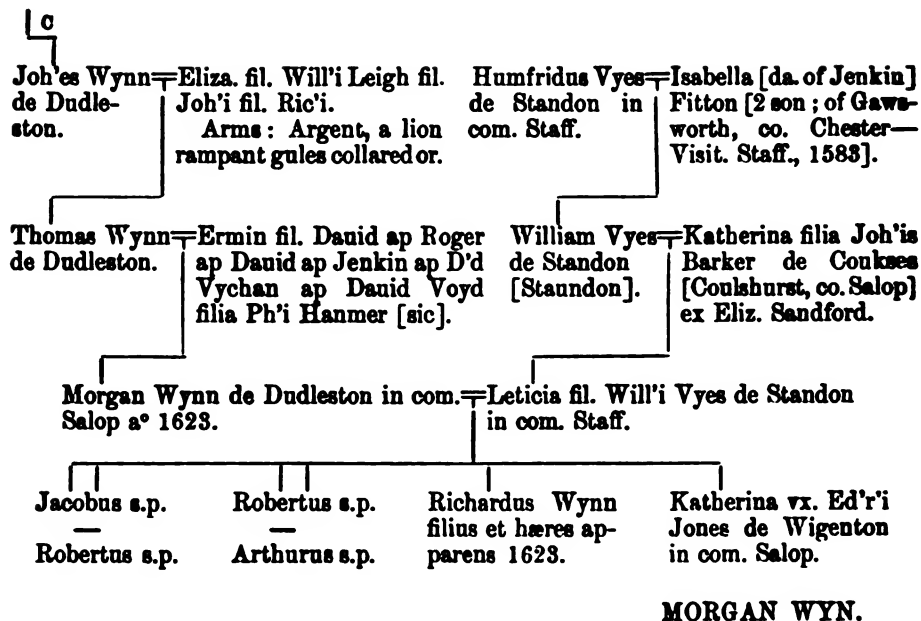 C
Joh'es Wynn=Eliza. fil. Will'i Leigh fil.
de Dudle- Joh'i fil. Ric'i.
ston. Arms: Argent, a lion
rampant gules collared or.
Humfridus Vyes=Isabella [da. of Jenkin]
de Standon in Fitton [2 son; of Gaws-
com. Staff. worth, co. Chester—
Visit. Staff., 1583].
Thomas Wynn=Ermin fil. Dauid ap Roger
de Dudleston. ap Dauid ap Jenkin ap D'd
Vychan ap Dauid Voyd
filia Ph'i Hanmer [sic].
William Vyes=Katherina filia Joh'is
de Standon Barker de Coukses
[Staundon]. [Coulshurst, co. Salop]
ex Eliz. Sandford.
Morgan Wynn de Dudleston in com.=Leticia fil. Will'i Vyes de Standon
Salop aº 1623. in com. Staff.
Jacobus s.p.
—
Robertus s.p.
Robertus s.p.
—
Arthurus s.p.
Richardus Wynn
filius et hæres ap-
parens 1623.
Katherina vx. Ed'r'i
Jones de Wigenton
in com. Salop.
MORGAN WYN.